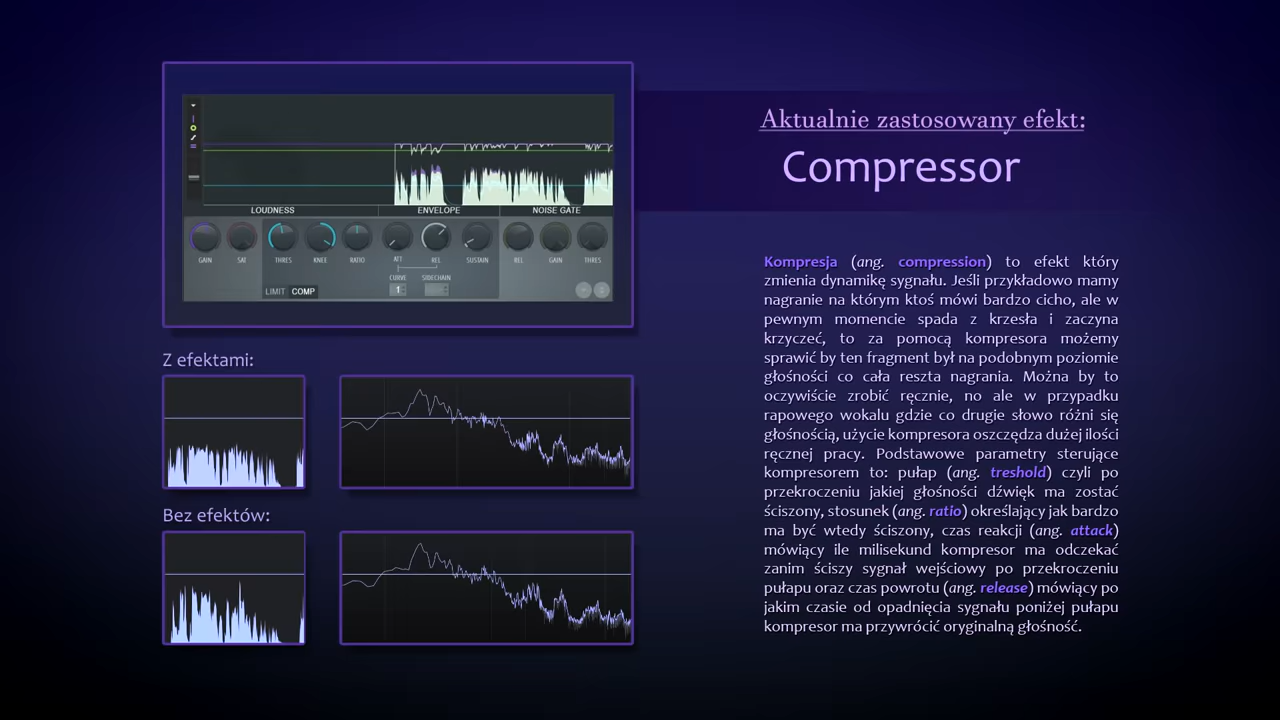 Aktualnie zastosowany efekt:
Compressor
LOUDNESS ENVELOPE NOISE GATE
GAIN SAT THRES KNEE RATIO ATT REL SUSTAIN REL GAIN THRES
CURVE SIDECHAIN
1
LIMIT COMP
Z efektami:
Bez efektów:
Kompresja (ang. compression) to efekt który
zmienia dynamikę sygnału. Jeśli przykładowo mamy
nagranie na którym ktoś mówi bardzo cicho, ale w
pewnym momencie spada z krzesła i zaczyna
krzyczeć, to za pomocą kompresora możemy
sprawić by ten fragment był na podobnym poziomie
głośności co cała reszta nagrania. Można by to
oczywiście zrobić ręcznie, no ale w przypadku
rapowego wokalu gdzie co drugie słowo różni się
głośnością, użycie kompresora oszczędza dużej ilości
ręcznej pracy. Podstawowe parametry sterujące
kompresorem to: pułap (ang. treshold) czyli po
przekroczeniu jakiej głośności dźwięk ma zostać
ściszony, stosunek (ang. ratio) określający jak bardzo
ma być wtedy ściszony, czas reakcji (ang. attack)
mówiący ile milisekund kompresor ma odczekać
zanim ściszy sygnał wejściowy po przekroczeniu
pułapu oraz czas powrotu (ang. release) mówiący po
jakim czasie od opadnięcia sygnału poniżej pułapu
kompresor ma przywrócić oryginalną głośność.